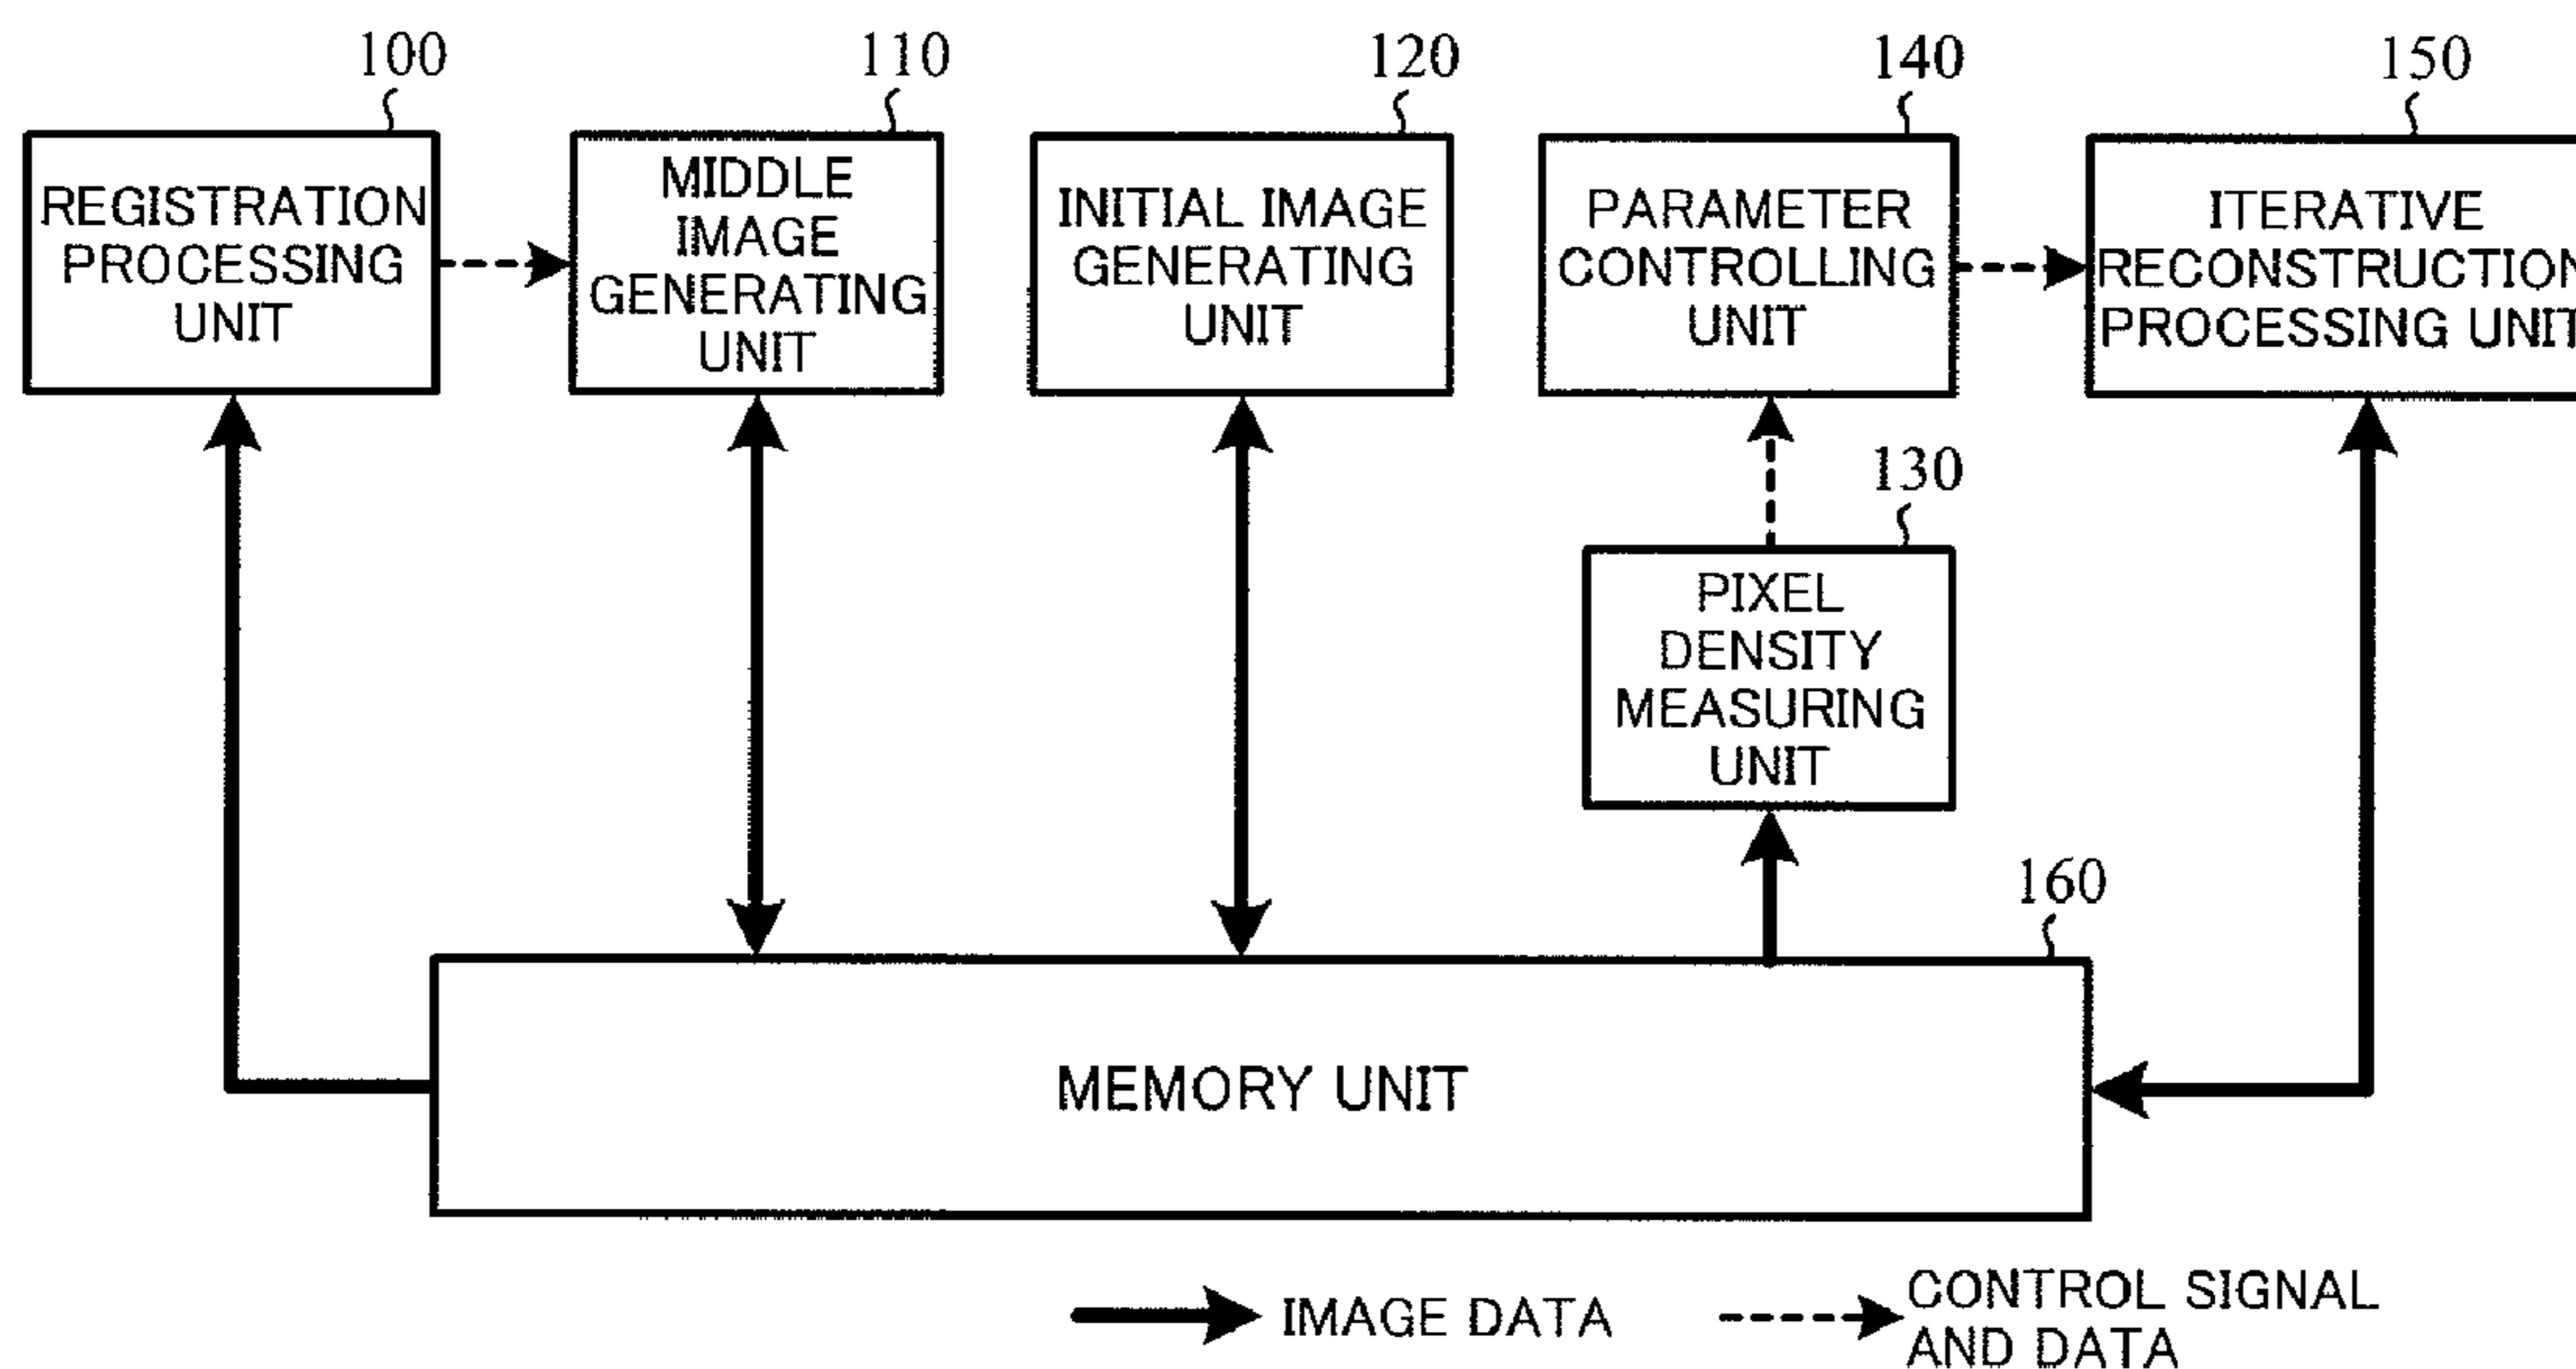 100
110
120
140
150
REGISTRATION
PROCESSING
UNIT
MIDDLE
IMAGE
GENERATING
UNIT
INITIAL IMAGE
GENERATING
UNIT
PARAMETER
CONTROLLING
UNIT
ITERATIVE
RECONSTRUCTION
PROCESSING UNIT
130
PIXEL
DENSITY
MEASURING
UNIT
160
MEMORY UNIT
IMAGE DATA
CONTROL SIGNAL
AND DATA